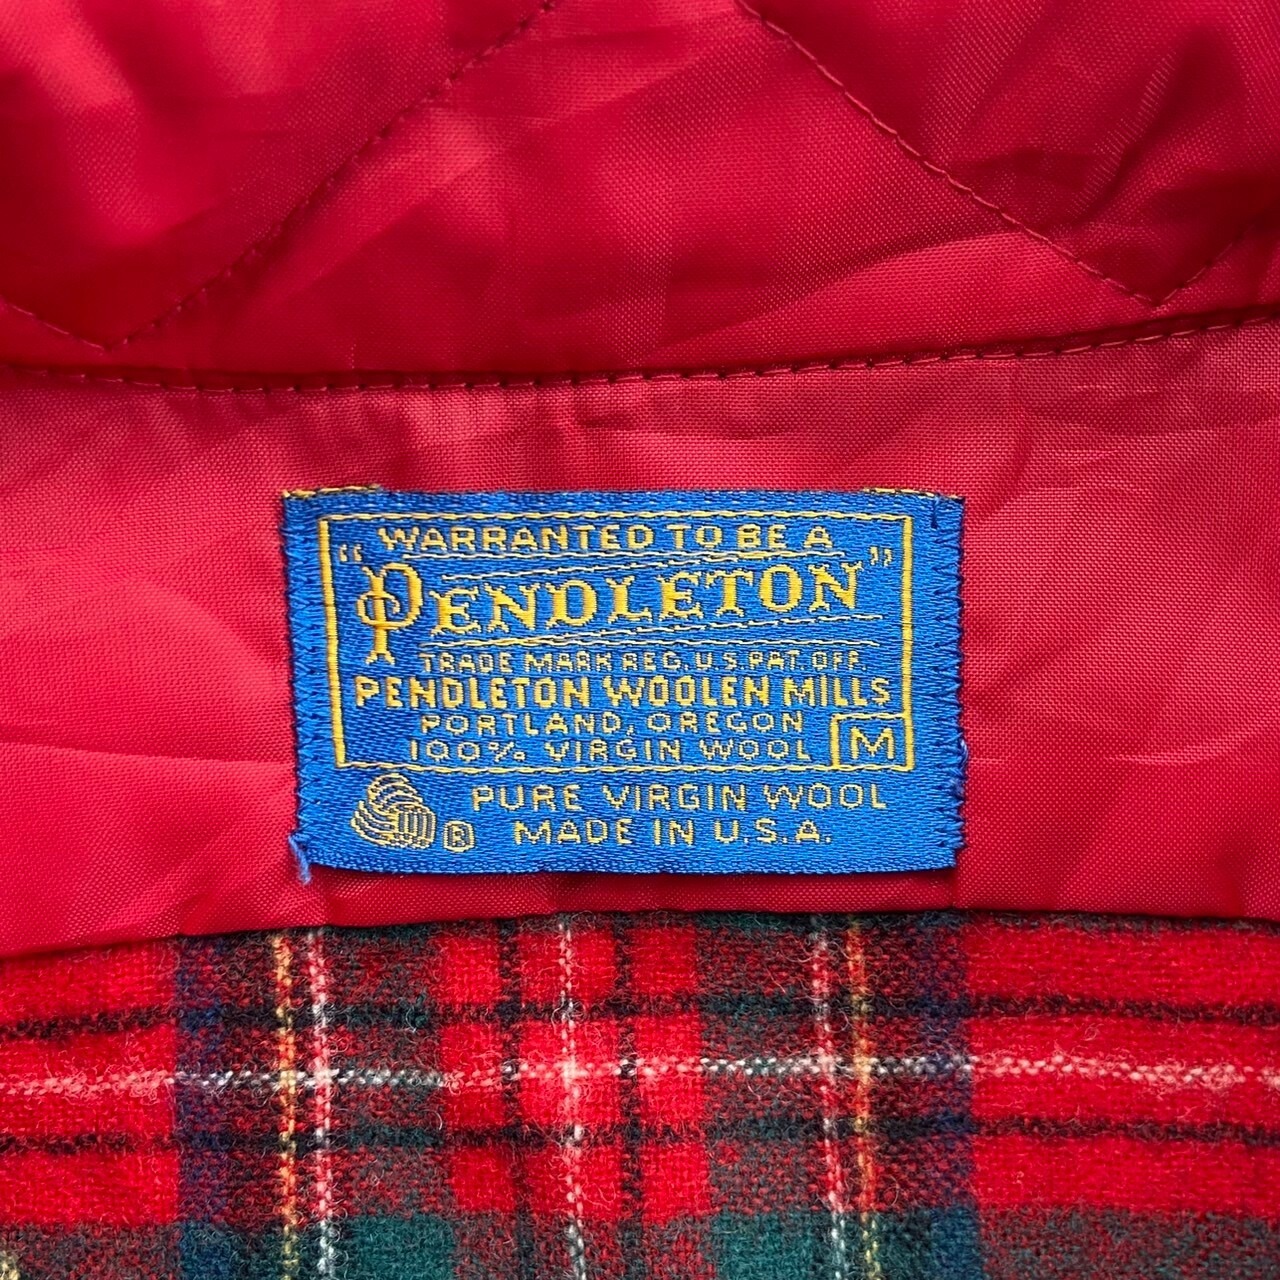 WARRANTED TO BE A
"PENDLETON"
TRADE MARK REG. U.S. PAT. OFF.
PENDLETON WOOLEN MILLS
PORTLAND, OREGON
100% VIRGIN WOOL M
PURE VIRGIN WOOL
® MADE IN U.S.A.